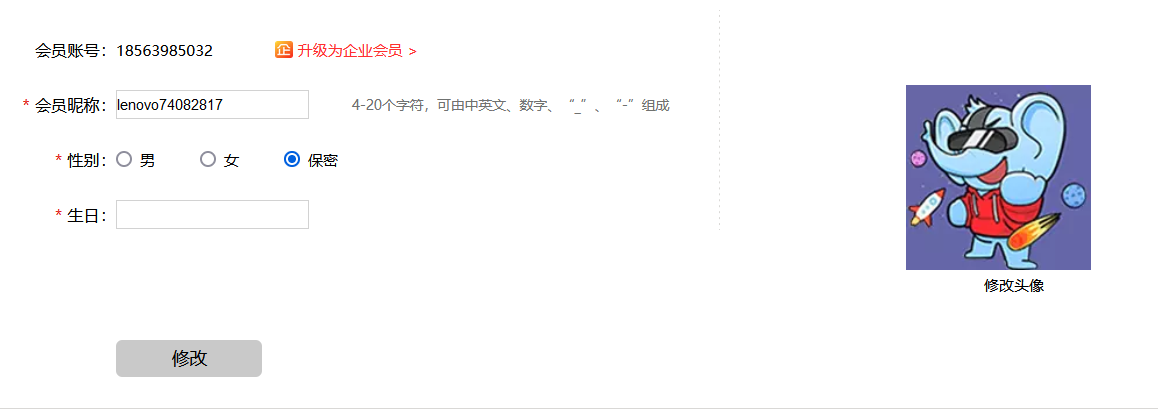 会员账号：18563985032 企 升级为企业会员 >
* 会员昵称：lenovo74082817 4-20个字符，可由中英文、数字、“_”、“-”组成
* 性别：男 女 保密
* 生日：
修改头像
修改